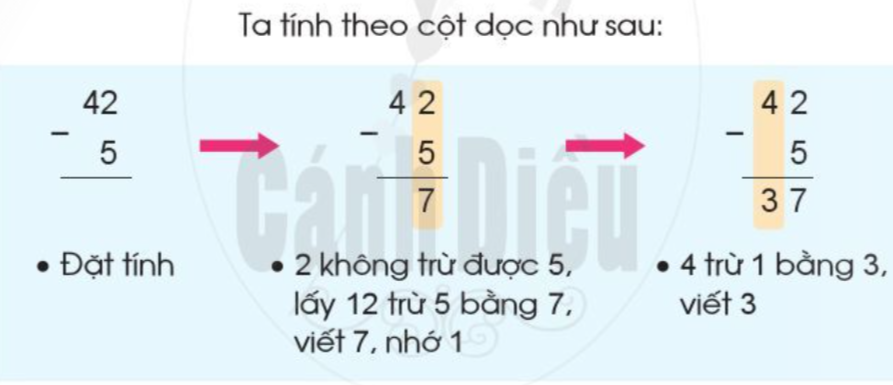 Ta tính theo cột dọc như sau:
42
− 5
4 2
− 5
7
4 2
− 5
3 7
• Đặt tính
• 2 không trừ được 5,
lấy 12 trừ 5 bằng 7,
viết 7, nhớ 1
• 4 trừ 1 bằng 3,
viết 3
Cánh Diều